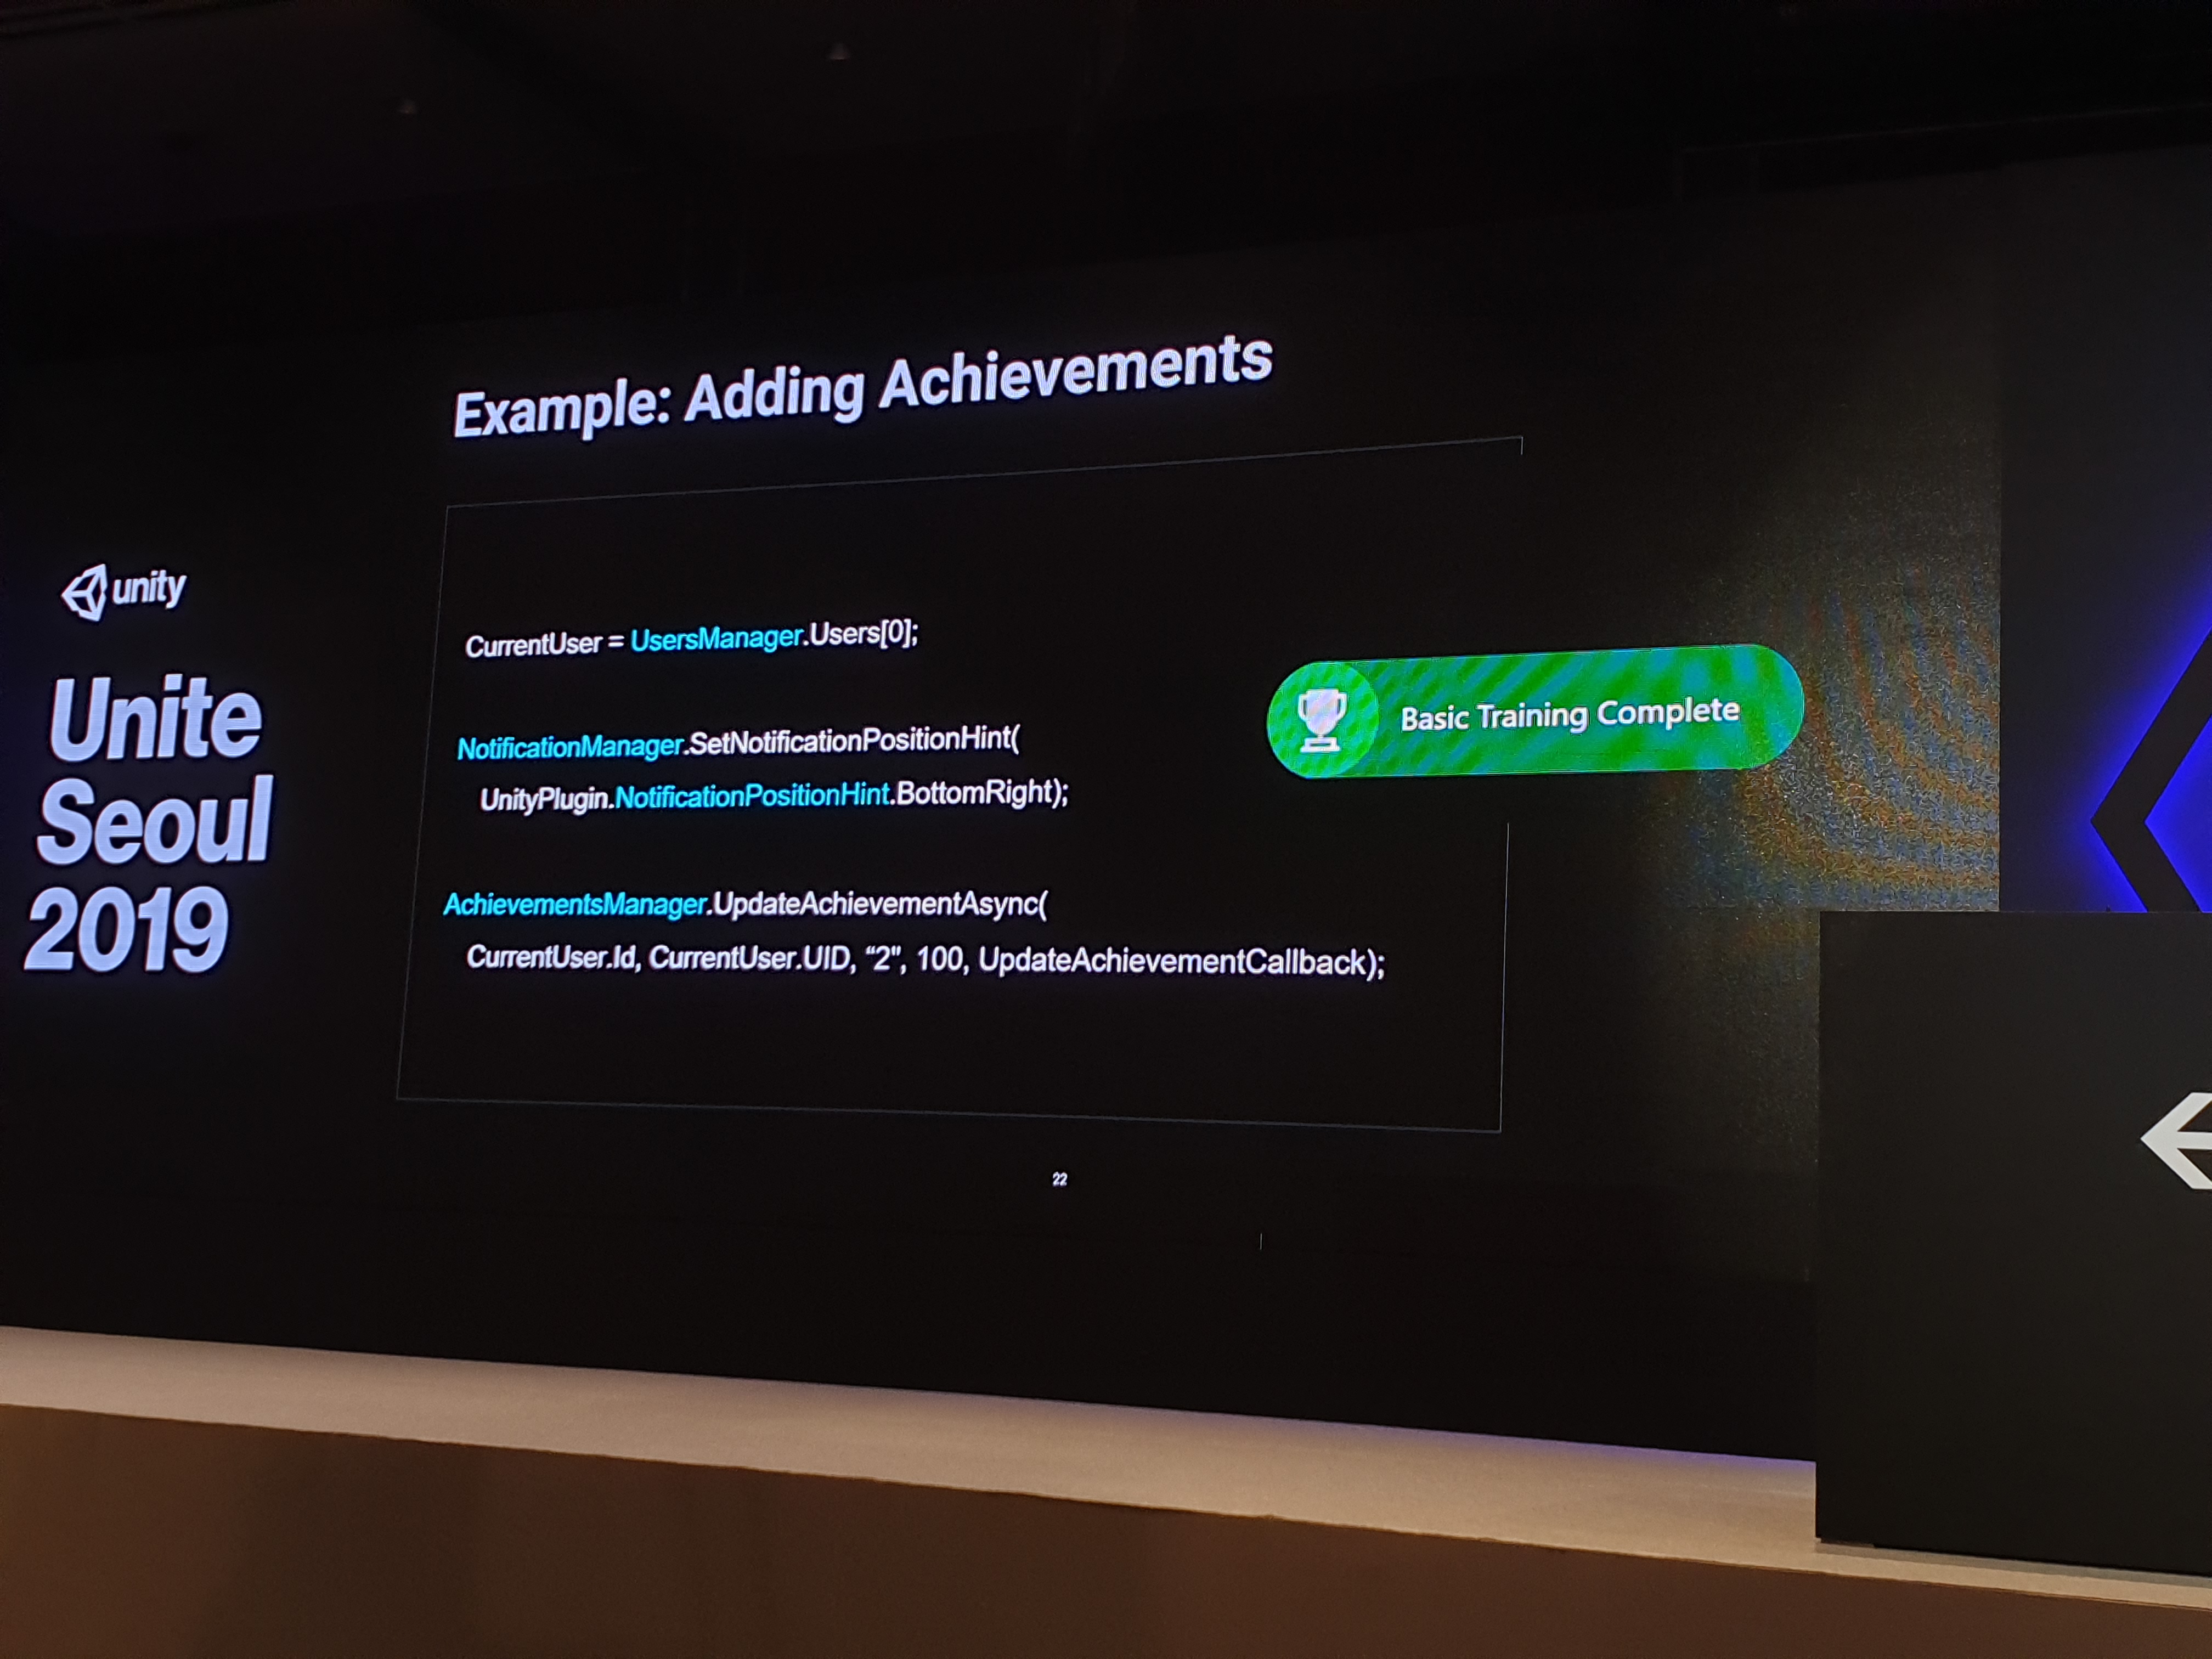 Example: Adding Achievements
unity
Unite
Seoul
2019
CurrentUser = UsersManager.Users[0];
NotificationManager.SetNotificationPositionHint(
UnityPlugin.NotificationPositionHint.BottomRight);
AchievementsManager.UpdateAchievementAsync(
CurrentUser.Id, CurrentUser.UID, “2", 100, UpdateAchievementCallback);
Basic Training Complete
22